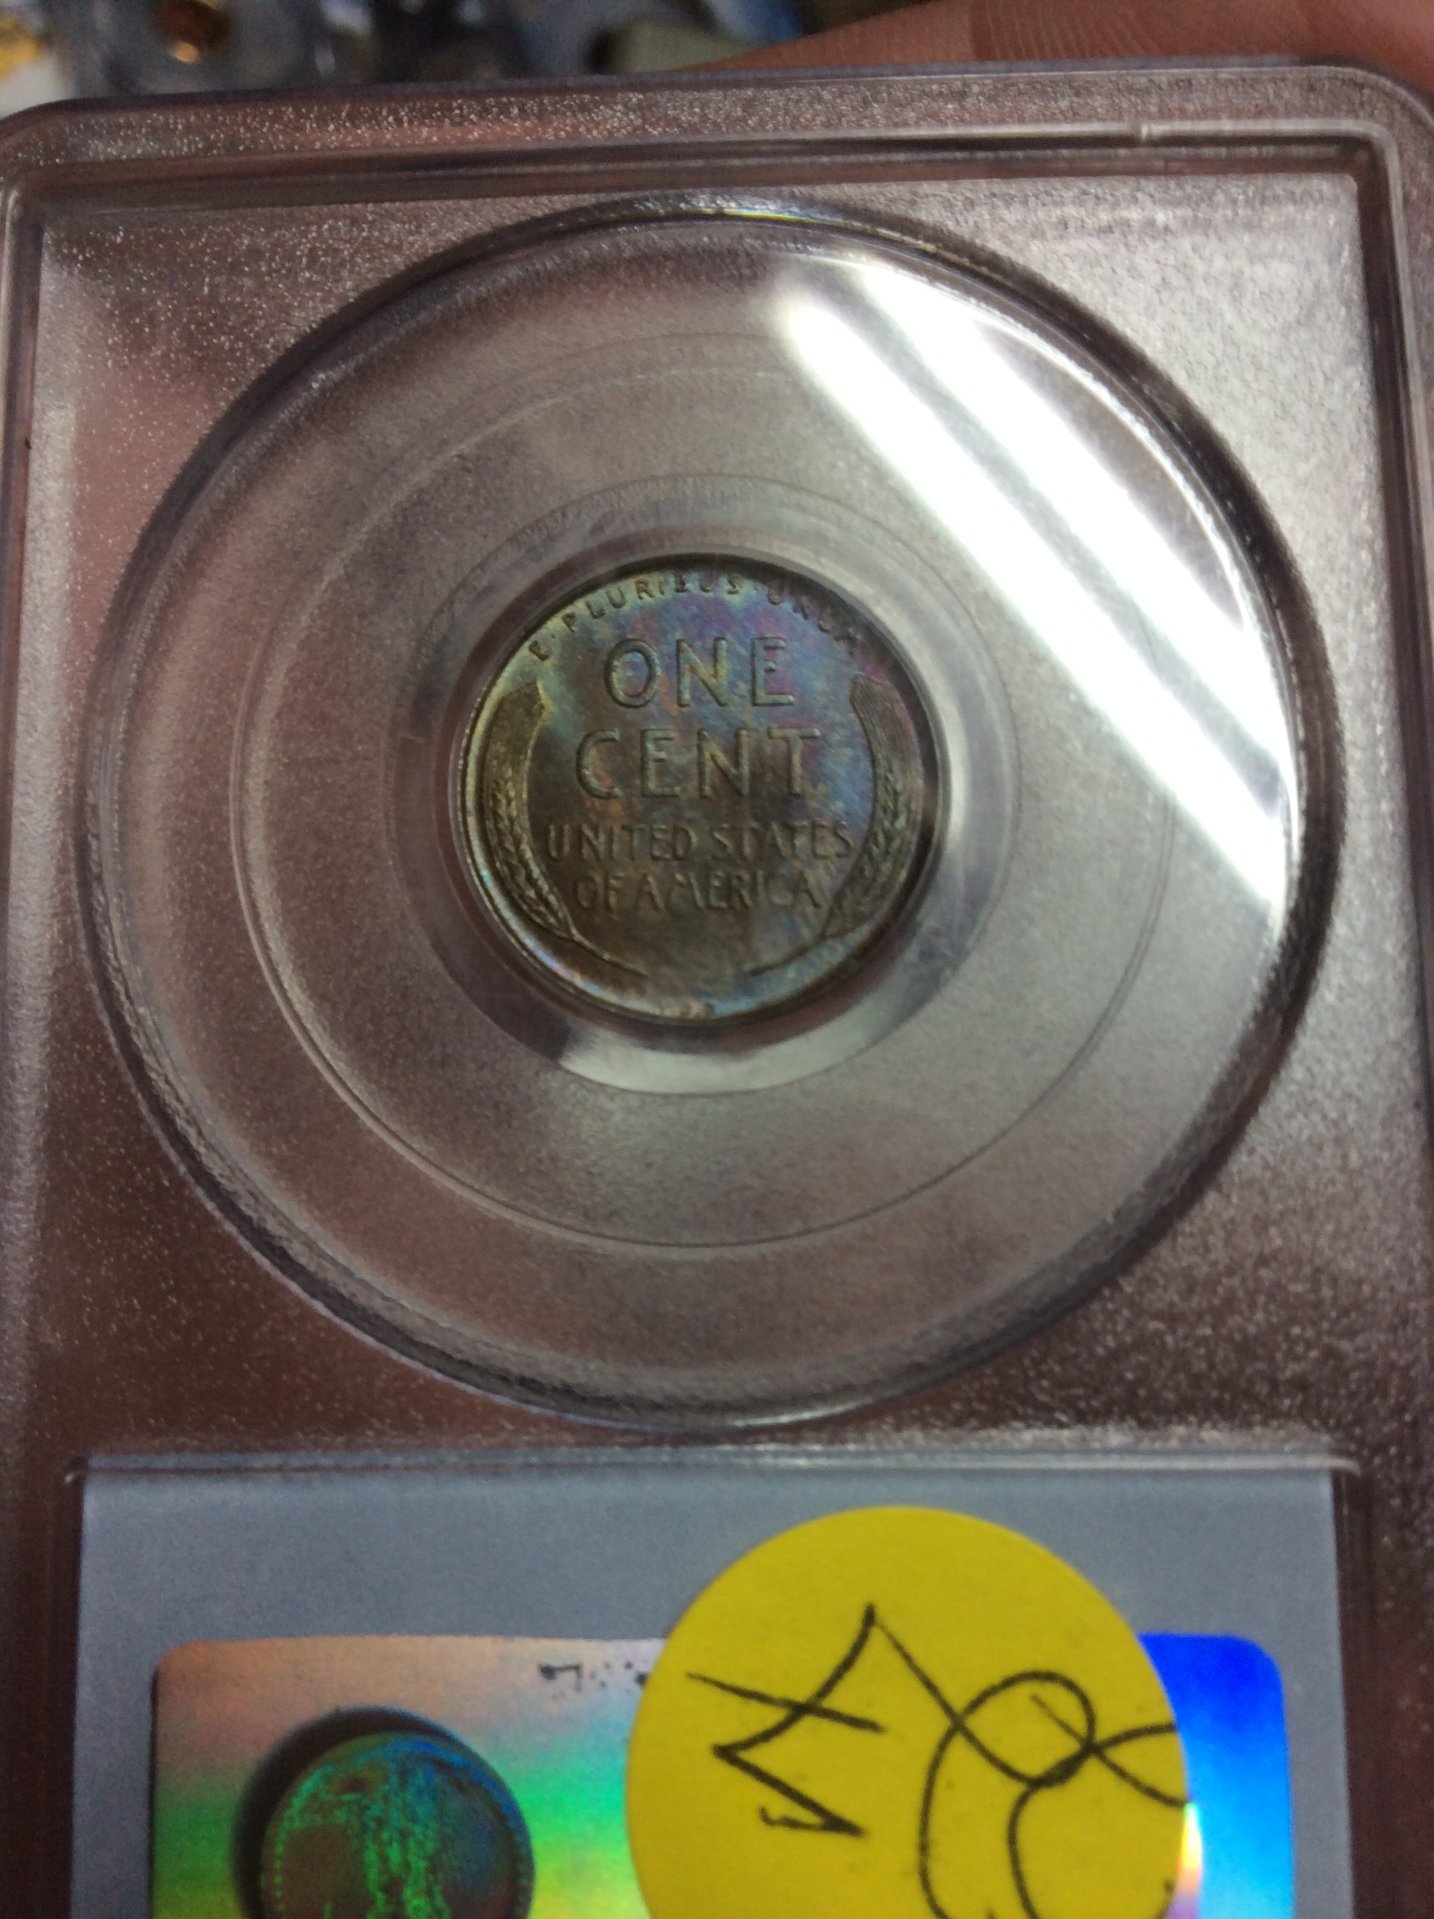 E·PLURIBUS·UNUM
ONE
CENT
UNITED STATES
OF AMERICA